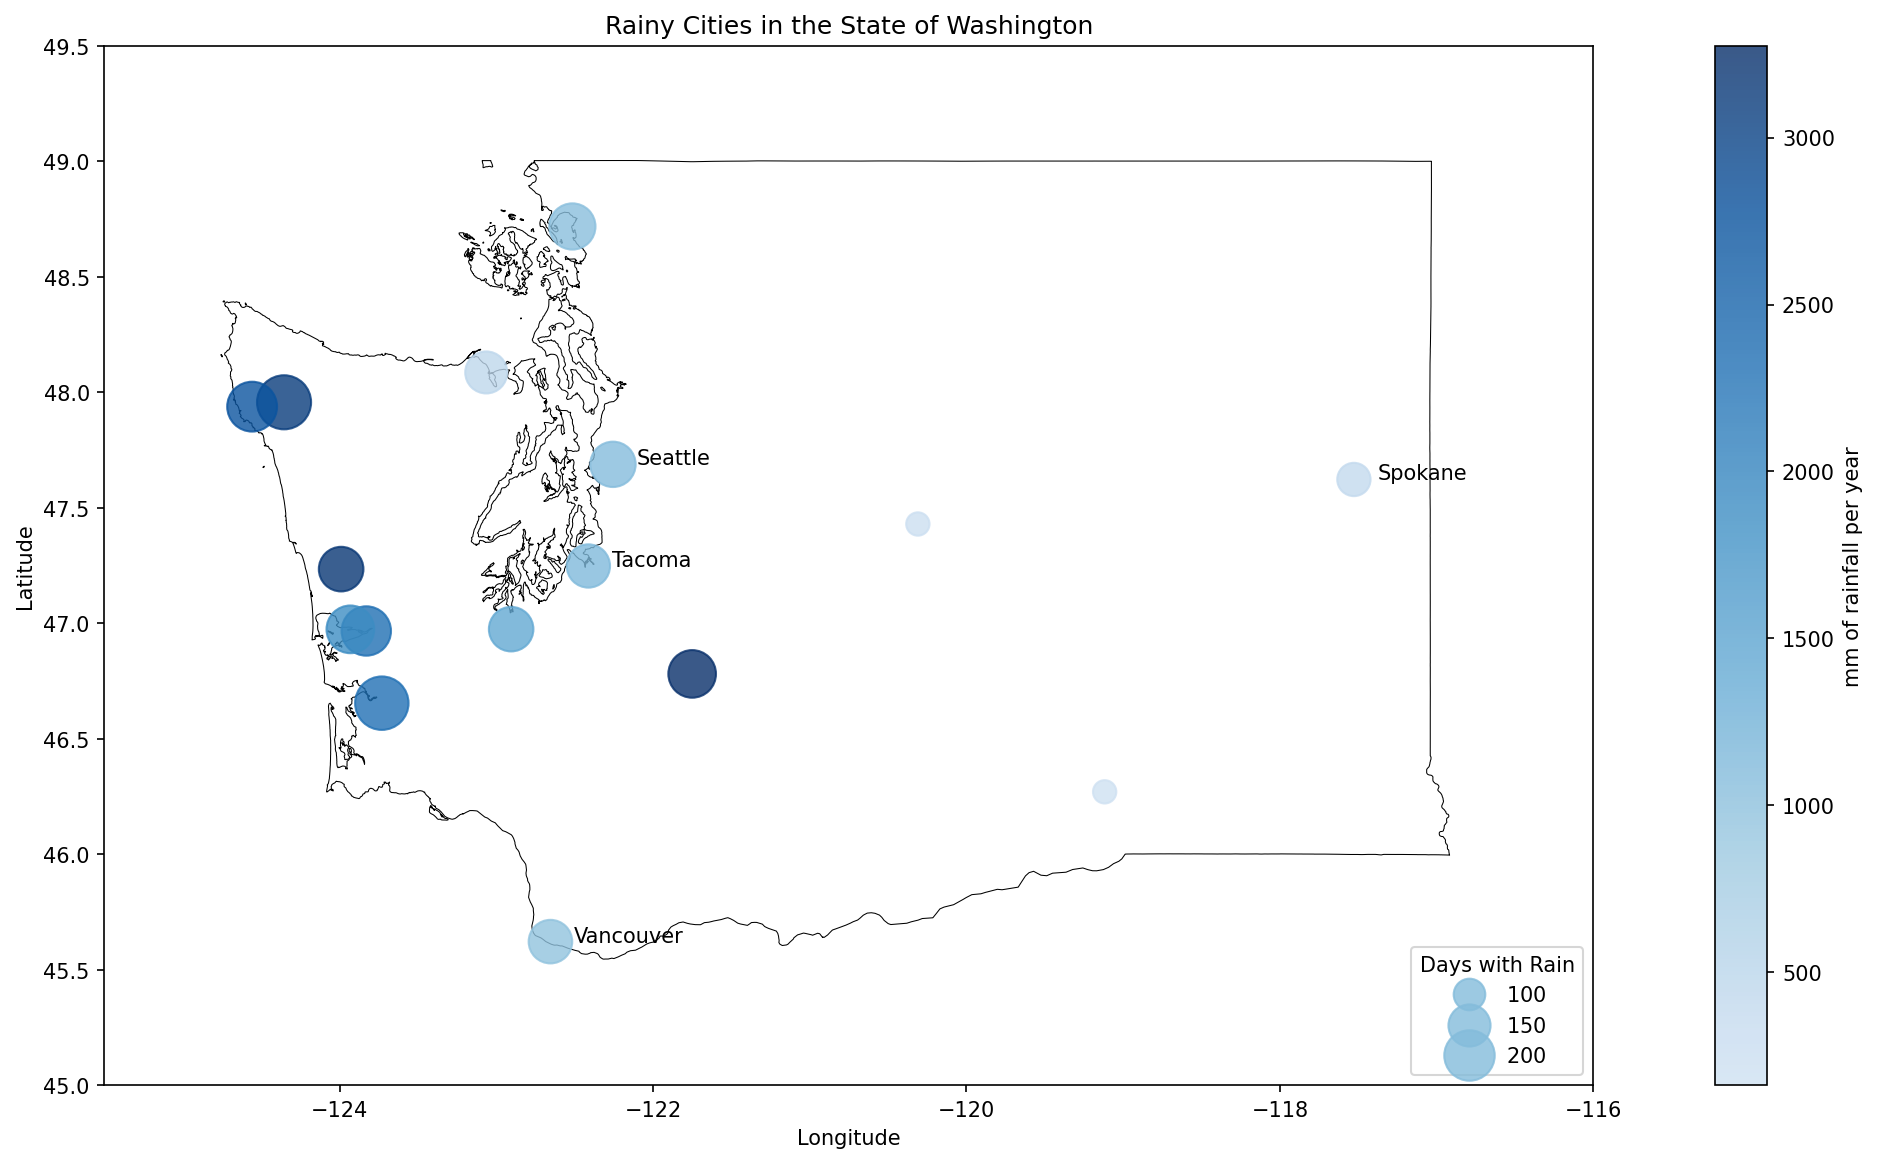 Rainy Cities in the State of Washington
49.5
49.0
48.5
48.0
47.5
47.0
46.5
46.0
45.5
45.0
Latitude
−124
−122
−120
−118
−116
Longitude
Seattle
Spokane
Tacoma
Vancouver
Days with Rain
100
150
200
3000
2500
2000
1500
1000
500
mm of rainfall per year